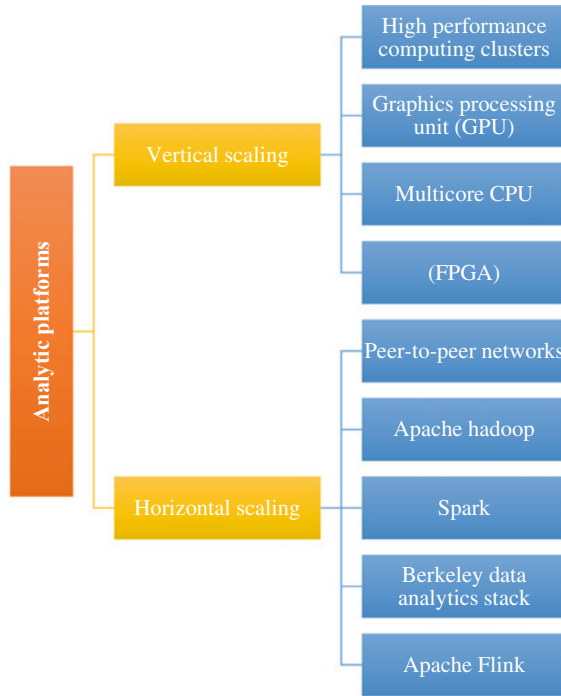 High performance
computing clusters
Graphics processing
unit (GPU)
Vertical scaling
Multicore CPU
(FPGA)
Analytic platforms
Peer-to-peer networks
Apache hadoop
Horizontal scaling
Spark
Berkeley data
analytics stack
Apache Flink